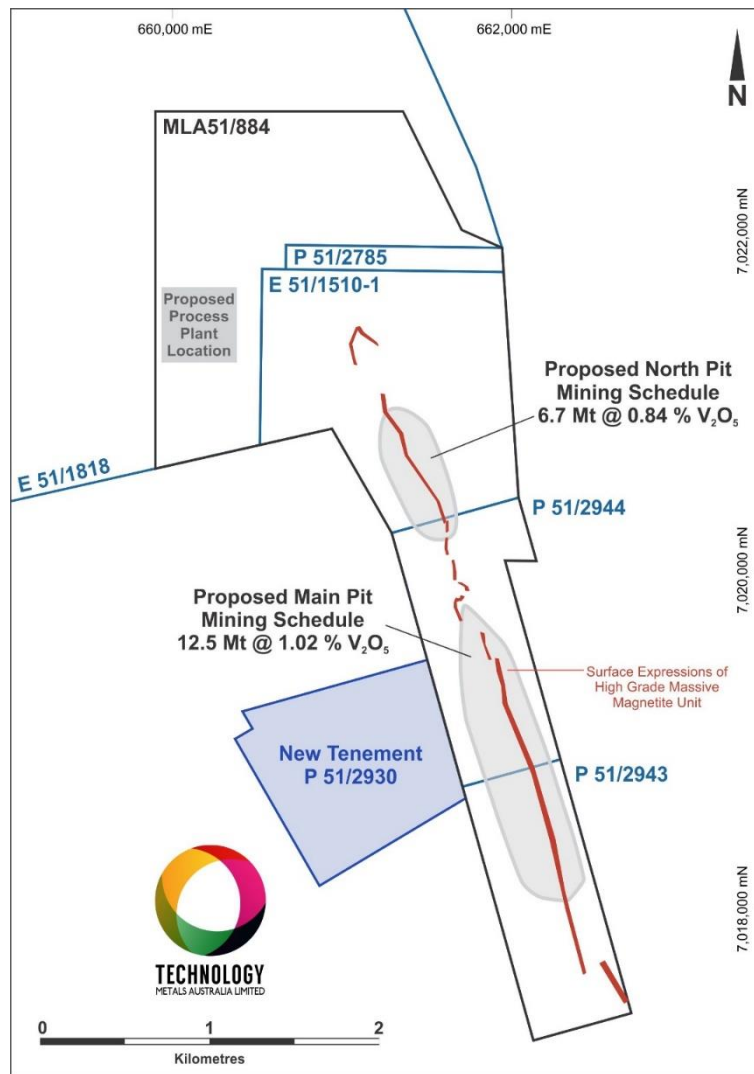 660,000 mE
662,000 mE
N
MLA51/884
7,022,000 mN
P 51/2785
E 51/1510-1
Proposed
Process
Plant
Location
Proposed North Pit
Mining Schedule
6.7 Mt @ 0.84 % V₂O₅
E 51/1818
P 51/2944
7,020,000 mN
Proposed Main Pit
Mining Schedule
12.5 Mt @ 1.02 % V₂O₅
Surface Expressions of
High Grade Massive
Magnetite Unit
New Tenement
P 51/2930
P 51/2943
7,018,000 mN
TECHNOLOGY
METALS AUSTRALIA LIMITED
0 1 2
Kilometres